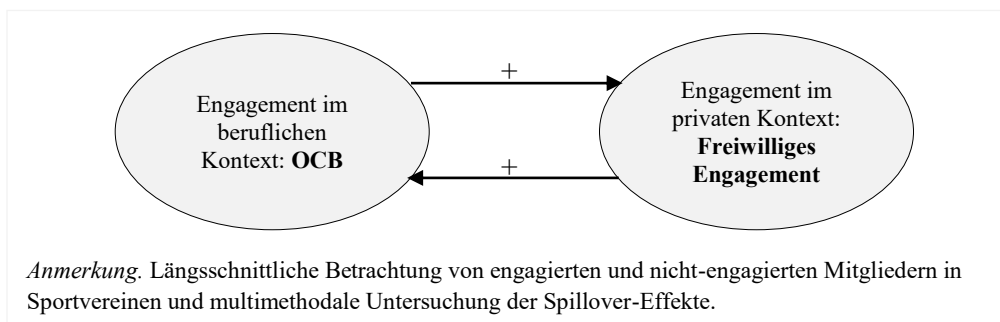 +
Engagement im
beruflichen
Kontext: OCB
Engagement im
privaten Kontext:
Freiwilliges
Engagement
+
Anmerkung. Längsschnittliche Betrachtung von engagierten und nicht-engagierten Mitgliedern in
Sportvereinen und multimethodale Untersuchung der Spillover-Effekte.